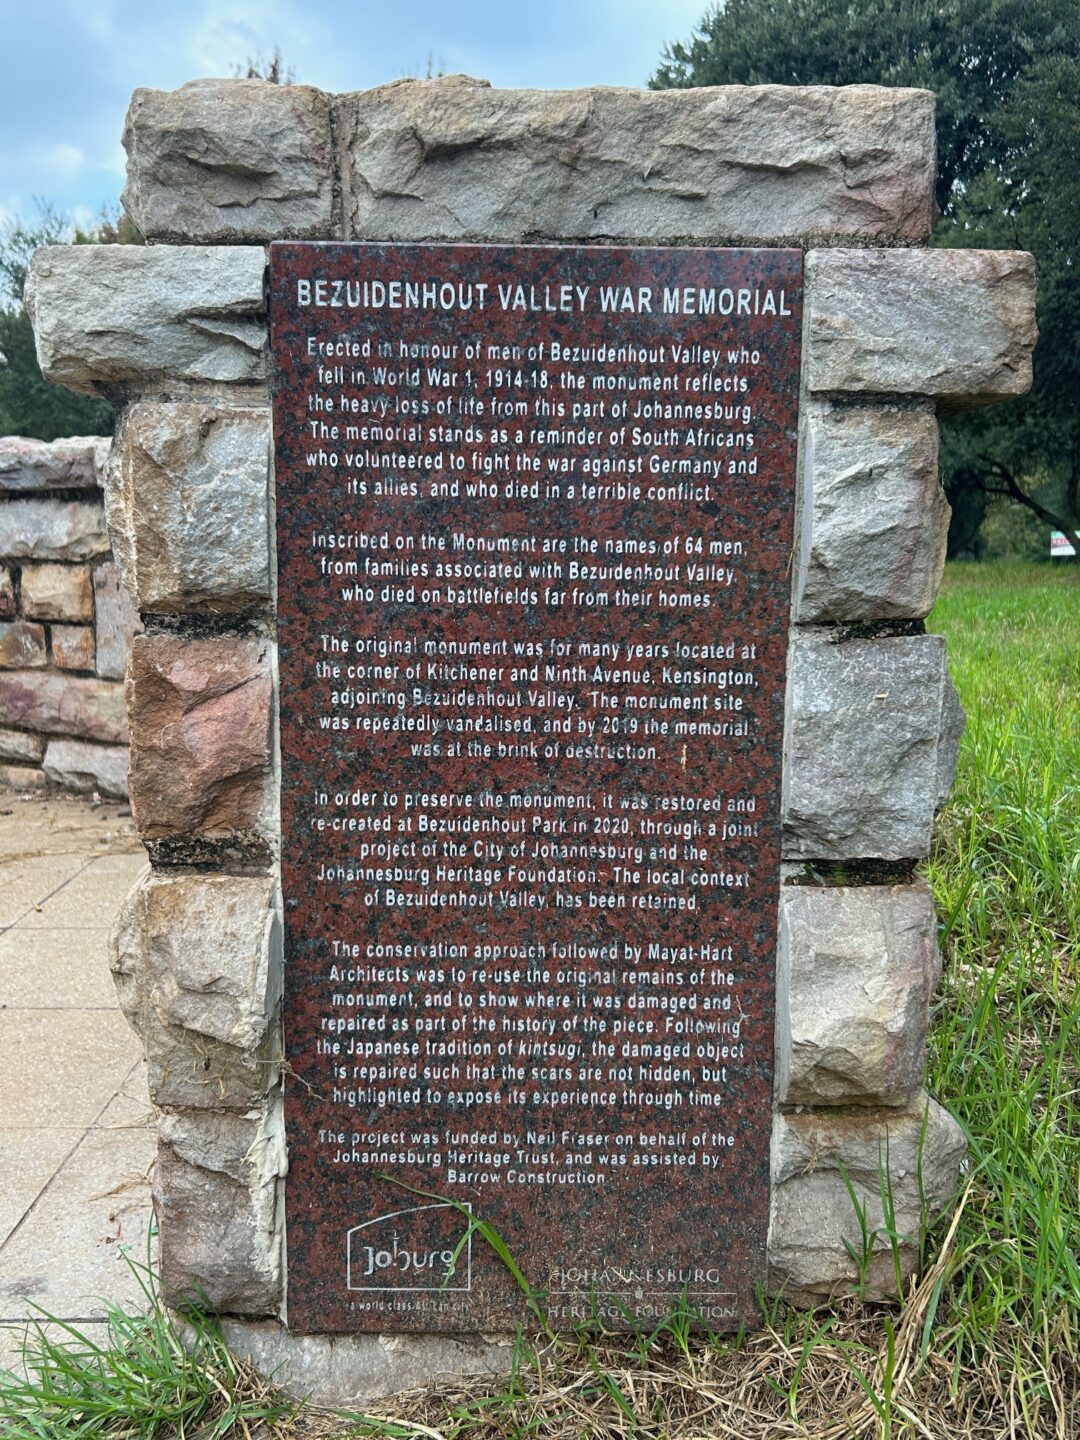 BEZUIDENHOUT VALLEY WAR MEMORIAL
Erected in honour of men of Bezuidenhout Valley who
fell in World War 1, 1914-18, the monument reflects
the heavy loss of life from this part of Johannesburg.
The memorial stands as a reminder of South Africans
who volunteered to fight the war against Germany and
its allies, and who died in a terrible conflict.
Inscribed on the Monument are the names of 64 men,
from families associated with Bezuidenhout Valley,
who died on battlefields far from their homes.
The original monument was for many years located at
the corner of Kitchener and Ninth Avenue, Kensington,
adjoining Bezuidenhout Valley. The monument site
was repeatedly vandalised, and by 2019 the memorial
was at the brink of destruction.
In order to preserve the monument, it was restored and
re-created at Bezuidenhout Park in 2020, through a joint
project of the City of Johannesburg and the
Johannesburg Heritage Foundation. The local context
of Bezuidenhout Valley, has been retained.
The conservation approach followed by Mayat-Hart
Architects was to re-use the original remains of the
monument, and to show where it was damaged and
repaired as part of the history of the piece. Following
the Japanese tradition of kintsugi, the damaged object
is repaired such that the scars are not hidden, but
highlighted to expose its experience through time
The project was funded by Neil Fraser on behalf of the
Johannesburg Heritage Trust, and was assisted by
Barrow Construction.
Joburg
a world class African city
JOHANNESBURG
HERITAGE FOUNDATION